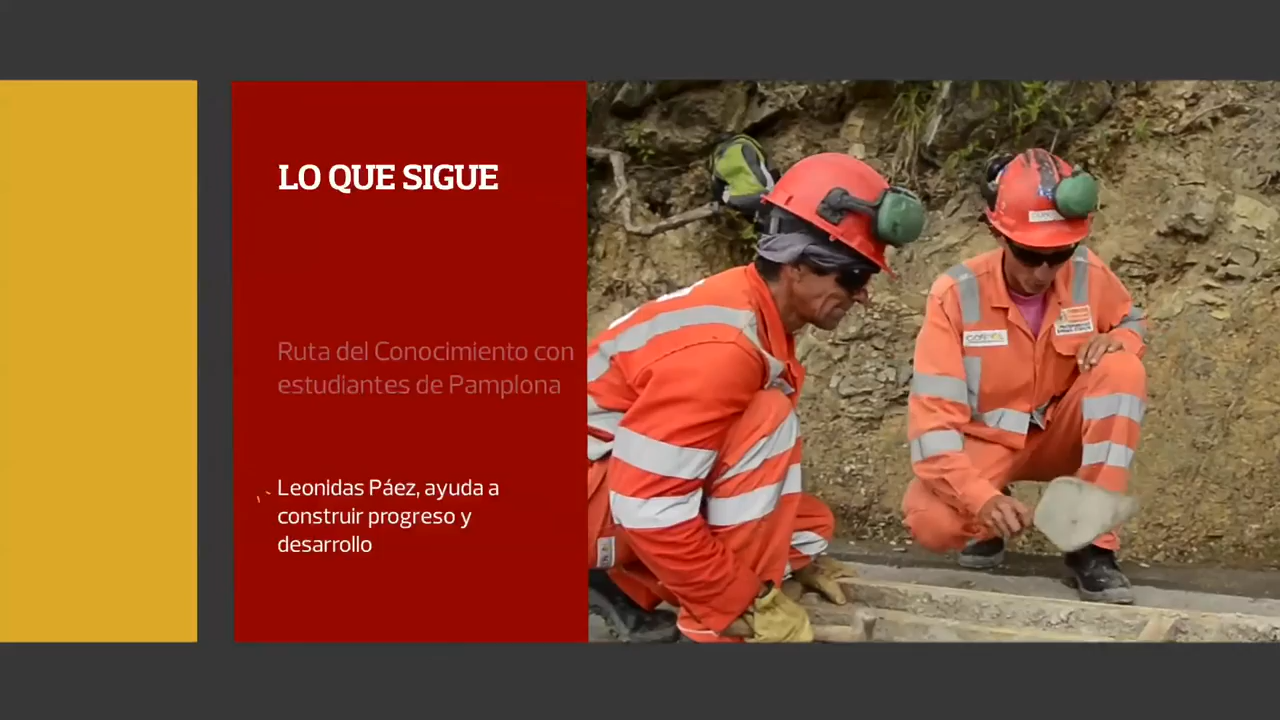 LO QUE SIGUE
Ruta del Conocimiento con
estudiantes de Pamplona
Leonidas Páez, ayuda a
construir progreso y
desarrollo